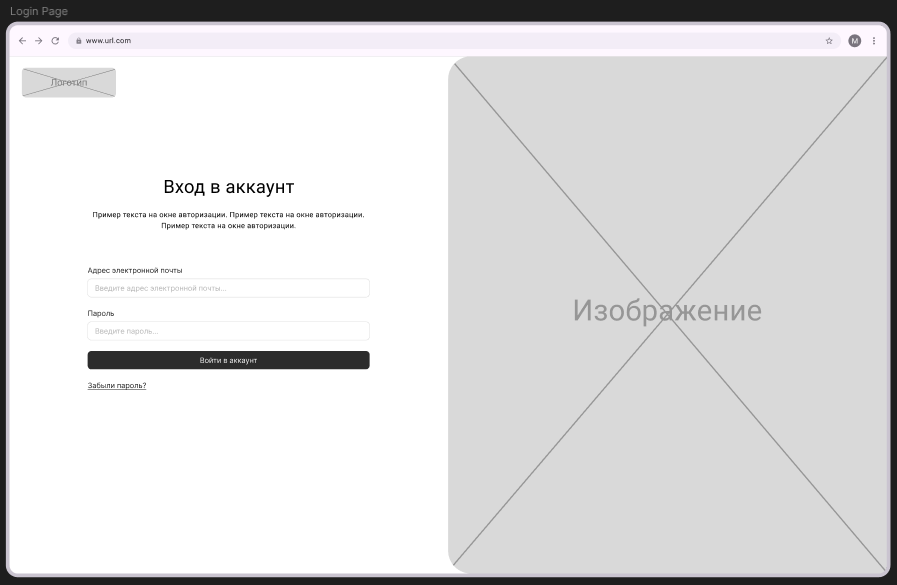 Login Page
www.url.com
M
Логотип
Вход в аккаунт
Пример текста на окне авторизации. Пример текста на окне авторизации.
Пример текста на окне авторизации.
Адрес электронной почты
Введите адрес электронной почты...
Пароль
Введите пароль...
Войти в аккаунт
Забыли пароль?
Изображение